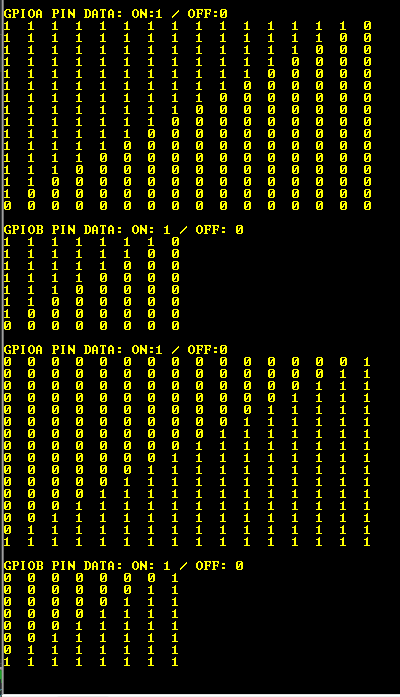 GPIOA PIN DATA: ON:1 / OFF:0
1 1 1 1 1 1 1 1 1 1 1 1 1 1 1 0
1 1 1 1 1 1 1 1 1 1 1 1 1 1 0 0
1 1 1 1 1 1 1 1 1 1 1 1 1 0 0 0
1 1 1 1 1 1 1 1 1 1 1 1 0 0 0 0
1 1 1 1 1 1 1 1 1 1 1 0 0 0 0 0
1 1 1 1 1 1 1 1 1 1 0 0 0 0 0 0
1 1 1 1 1 1 1 1 1 0 0 0 0 0 0 0
1 1 1 1 1 1 1 1 0 0 0 0 0 0 0 0
1 1 1 1 1 1 1 0 0 0 0 0 0 0 0 0
1 1 1 1 1 1 0 0 0 0 0 0 0 0 0 0
1 1 1 1 1 0 0 0 0 0 0 0 0 0 0 0
1 1 1 1 0 0 0 0 0 0 0 0 0 0 0 0
1 1 1 0 0 0 0 0 0 0 0 0 0 0 0 0
1 1 0 0 0 0 0 0 0 0 0 0 0 0 0 0
1 0 0 0 0 0 0 0 0 0 0 0 0 0 0 0
0 0 0 0 0 0 0 0 0 0 0 0 0 0 0 0
GPIOB PIN DATA: ON: 1 / OFF: 0
1 1 1 1 1 1 1 0
1 1 1 1 1 1 0 0
1 1 1 1 1 0 0 0
1 1 1 1 0 0 0 0
1 1 1 0 0 0 0 0
1 1 0 0 0 0 0 0
1 0 0 0 0 0 0 0
0 0 0 0 0 0 0 0
GPIOA PIN DATA: ON:1 / OFF:0
0 0 0 0 0 0 0 0 0 0 0 0 0 0 0 1
0 0 0 0 0 0 0 0 0 0 0 0 0 0 1 1
0 0 0 0 0 0 0 0 0 0 0 0 0 1 1 1
0 0 0 0 0 0 0 0 0 0 0 0 1 1 1 1
0 0 0 0 0 0 0 0 0 0 0 1 1 1 1 1
0 0 0 0 0 0 0 0 0 0 1 1 1 1 1 1
0 0 0 0 0 0 0 0 0 1 1 1 1 1 1 1
0 0 0 0 0 0 0 0 1 1 1 1 1 1 1 1
0 0 0 0 0 0 0 1 1 1 1 1 1 1 1 1
0 0 0 0 0 0 1 1 1 1 1 1 1 1 1 1
0 0 0 0 0 1 1 1 1 1 1 1 1 1 1 1
0 0 0 0 1 1 1 1 1 1 1 1 1 1 1 1
0 0 0 1 1 1 1 1 1 1 1 1 1 1 1 1
0 0 1 1 1 1 1 1 1 1 1 1 1 1 1 1
0 1 1 1 1 1 1 1 1 1 1 1 1 1 1 1
1 1 1 1 1 1 1 1 1 1 1 1 1 1 1 1
GPIOB PIN DATA: ON: 1 / OFF: 0
0 0 0 0 0 0 0 1
0 0 0 0 0 0 1 1
0 0 0 0 0 1 1 1
0 0 0 0 1 1 1 1
0 0 0 1 1 1 1 1
0 0 1 1 1 1 1 1
0 1 1 1 1 1 1 1
1 1 1 1 1 1 1 1